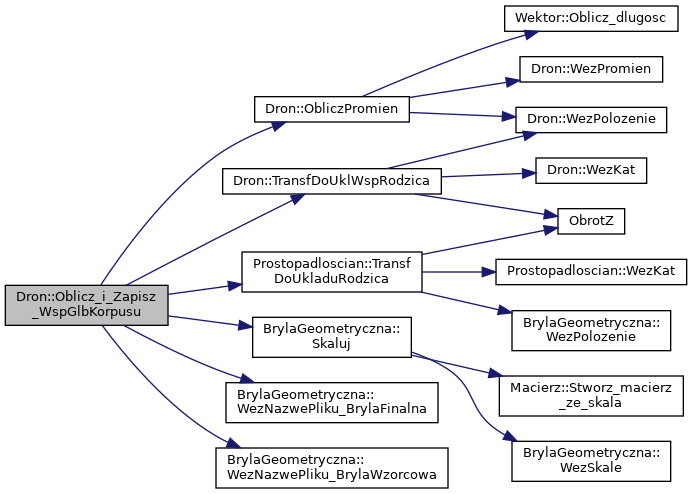 Wektor::Oblicz_dlugosc
Dron::WezPromien
Dron::ObliczPromien
Dron::WezPolozenie
Dron::WezKat
Dron::TransfDoUklWspRodzica
ObrotZ
Prostopadloscian::Transf
DoUkladuRodzica
Prostopadloscian::WezKat
Dron::Oblicz_i_Zapisz
_WspGlbKorpusu
BrylaGeometryczna::
WezPolozenie
BrylaGeometryczna::
Skaluj
Macierz::Stworz_macierz
_ze_skala
BrylaGeometryczna::
WezNazwePliku_BrylaFinalna
BrylaGeometryczna::
WezSkale
BrylaGeometryczna::
WezNazwePliku_BrylaWzorcowa